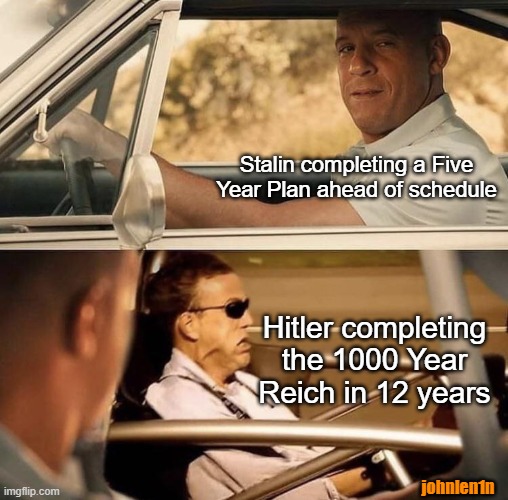 Stalin completing a Five
Year Plan ahead of schedule
Hitler completing
the 1000 Year
Reich in 12 years
johnlen1n
imgflip.com